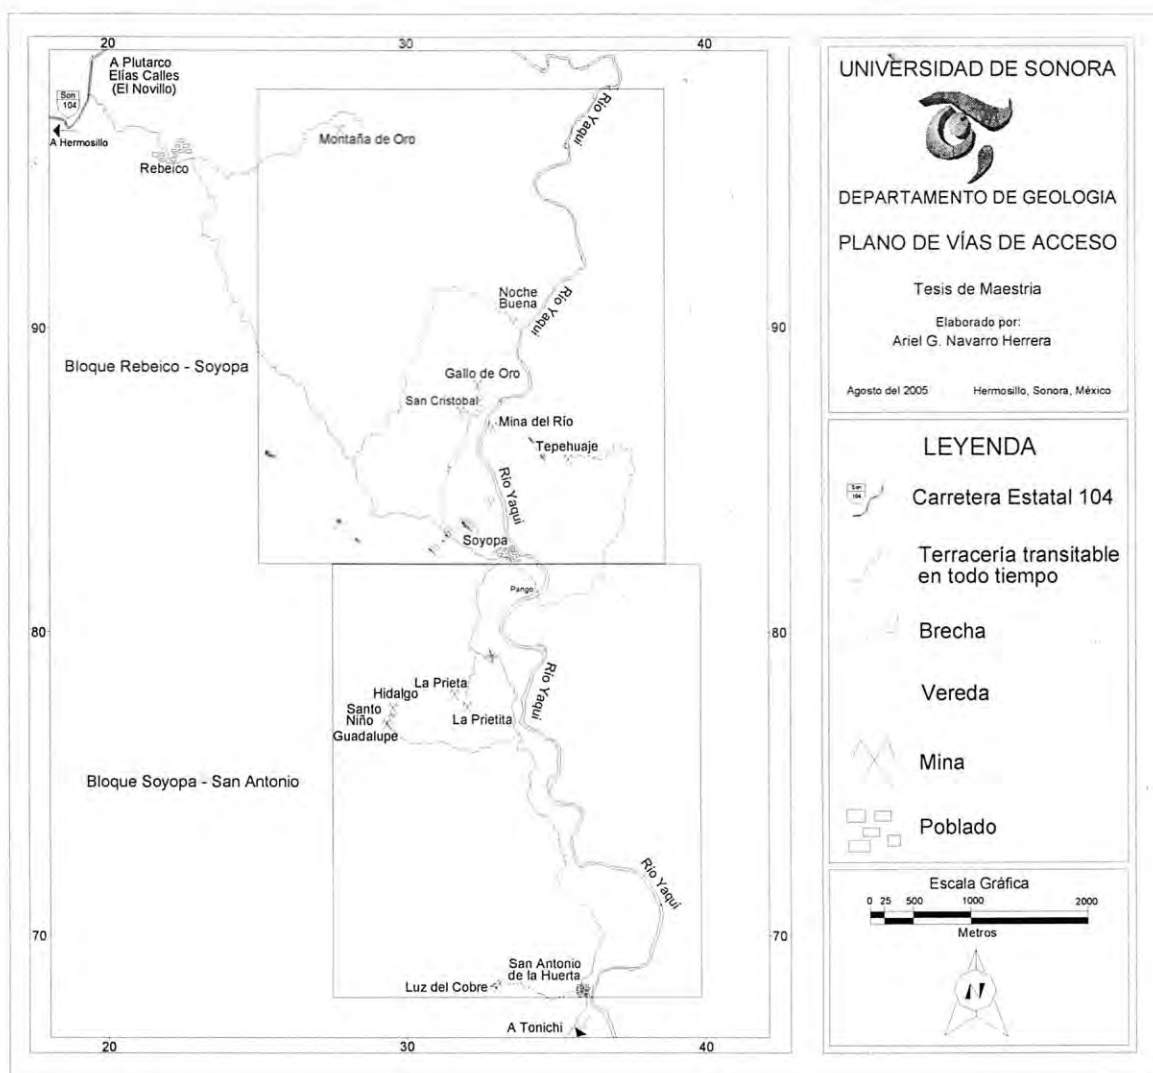 20
30
40
A Plutarco
Elías Calles
(El Novillo)
Son
104
A Hermosillo
Rebeico
Montaña de Oro
Río Yaqui
Noche
Buena
Río Yaqui
90
90
Bloque Rebeico - Soyopa
Gallo de Oro
San Cristobal
Mina del Río
Tepehuaje
Río Yaqui
Soyopa
Pango
80
80
Río Yaqui
La Prieta
Hidalgo
Santo
Niño
Guadalupe
La Prietita
Bloque Soyopa - San Antonio
Río Yaqui
70
70
San Antonio
de la Huerta
Luz del Cobre
A Tonichi
20
30
40
UNIVERSIDAD DE SONORA
DEPARTAMENTO DE GEOLOGIA
PLANO DE VÍAS DE ACCESO
Tesis de Maestria
Elaborado por:
Ariel G. Navarro Herrera
Agosto del 2005 Hermosillo, Sonora, México
LEYENDA
Son
104
Carretera Estatal 104
Terracería transitable
en todo tiempo
Brecha
Vereda
Mina
Poblado
Escala Gráfica
0 25 500 1000 2000
Metros
N